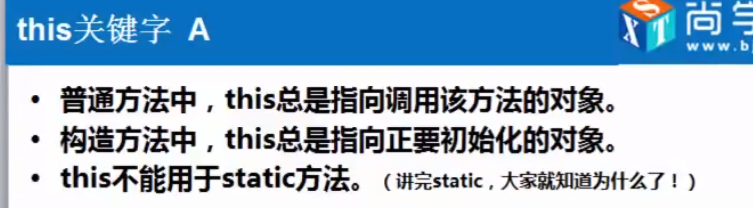 this关键字 A
尚学
SXT
www.b
• 普通方法中，this总是指向调用该方法的对象。
• 构造方法中，this总是指向正要初始化的对象。
• this不能用于static方法。（讲完static，大家就知道为什么了！）